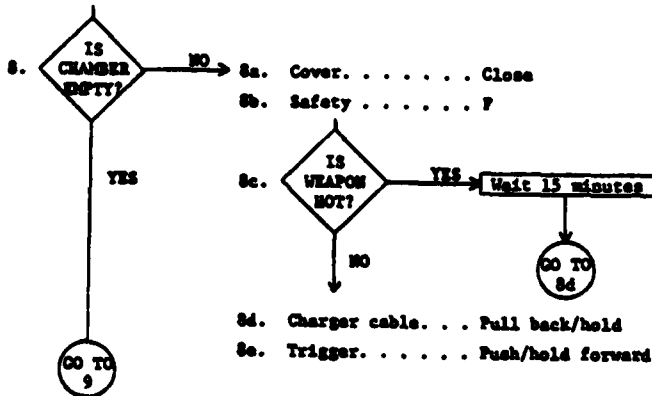 8.
IS
CHAMBER
EMPTY?
NO
8a. Cover. . . . . . . Close
8b. Safety . . . . . . F
YES
8c.
IS
WEAPON
HOT?
YES
Wait 15 minutes
NO
GO TO
8d
8d. Charger cable. . . Pull back/hold
8e. Trigger. . . . . . Push/hold forward
GO TO
9